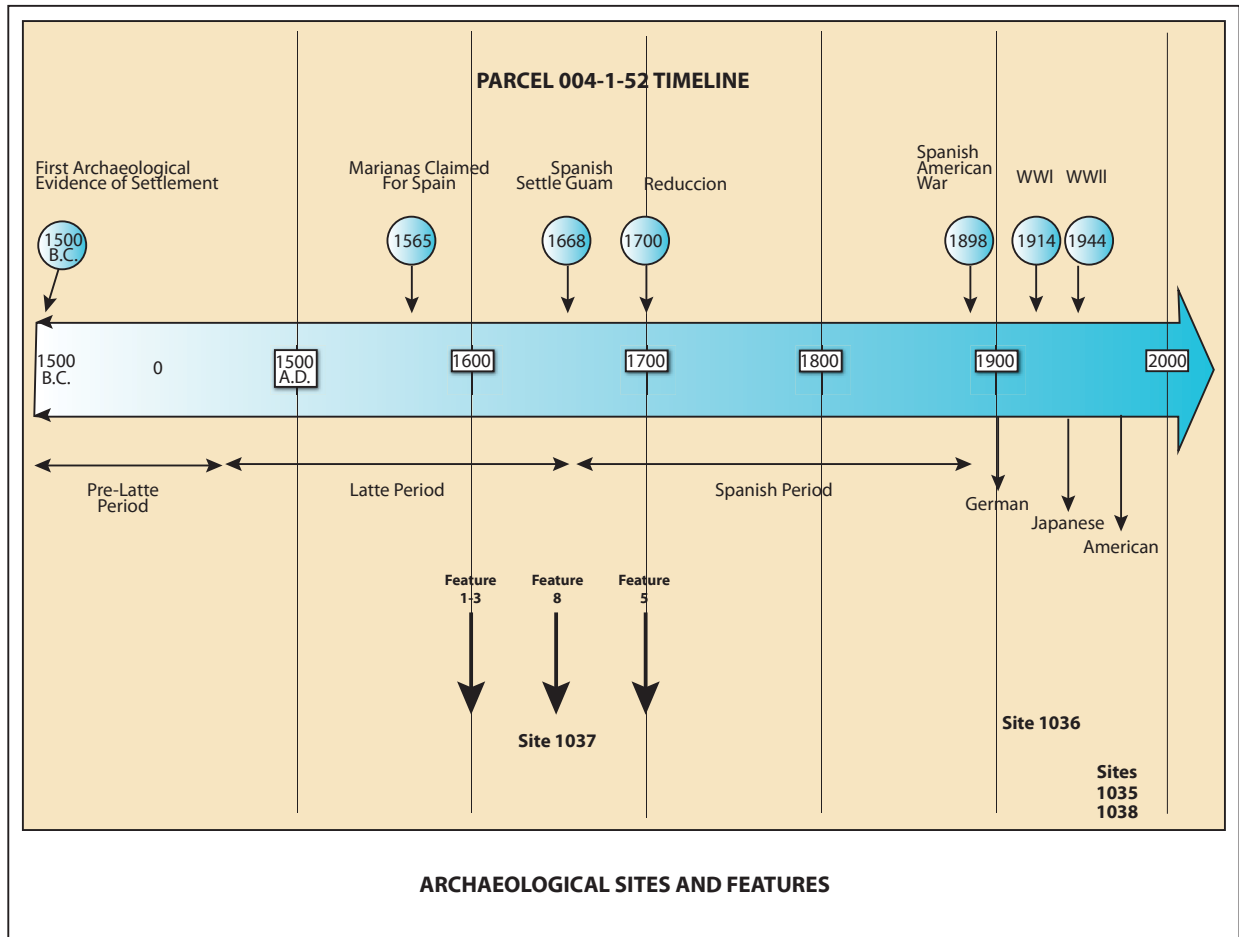 PARCEL 004-1-52 TIMELINE
First Archaeological
Evidence of Settlement
Marianas Claimed
For Spain
Spanish
Settle Guam
Reduccion
Spanish
American
War
WWI
WWII
1500
B.C.
1565
1668
1700
1898
1914
1944
1500
B.C.
0
1500
A.D.
1600
1700
1800
1900
2000
Pre-Latte
Period
Latte Period
Spanish Period
German
Japanese
American
Feature
1-3
Feature
8
Feature
5
Site 1037
Site 1036
Sites
1035
1038
ARCHAEOLOGICAL SITES AND FEATURES